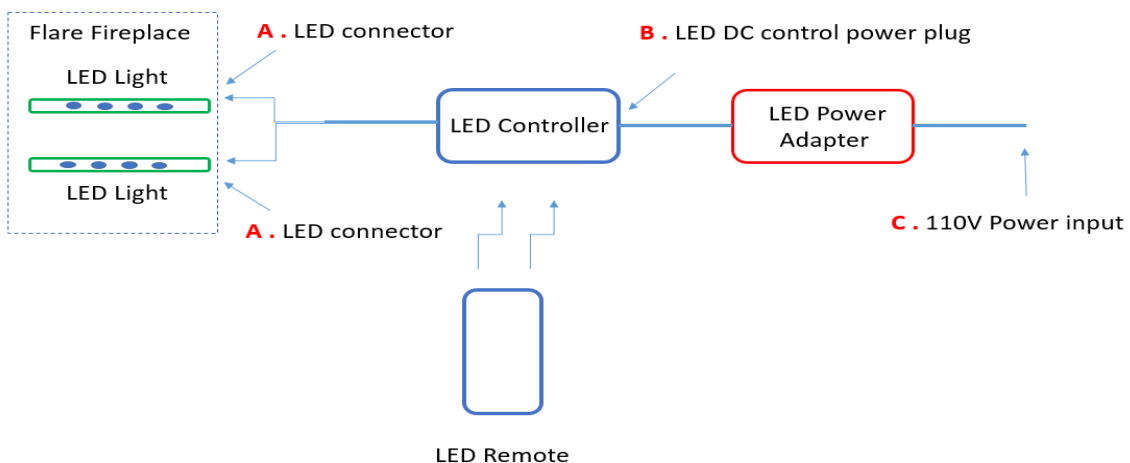 Flare Fireplace
A . LED connector
B . LED DC control power plug
LED Light
LED Controller
LED Power
Adapter
LED Light
A . LED connector
C . 110V Power input
LED Remote